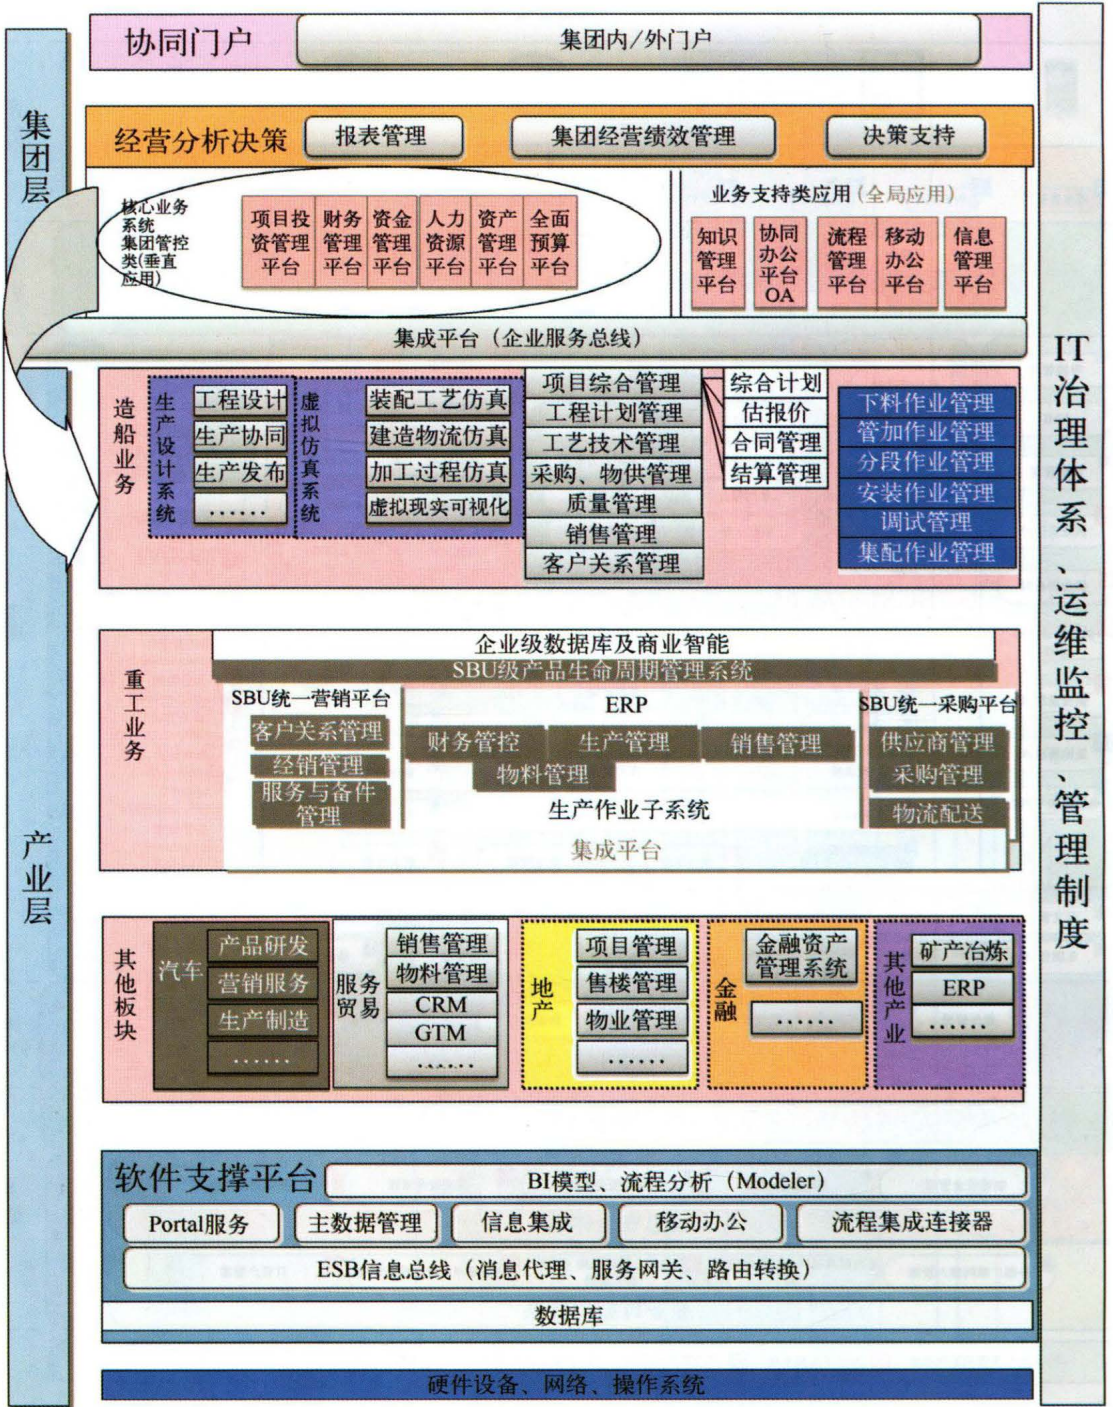 协同门户
集团内/外门户
集团层
经营分析决策
报表管理
集团经营绩效管理
决策支持
核心业务
系统
集团管控
类(垂直
应用)
项目投
资管理
平台
财务
管理
平台
资金
管理
平台
人力
资源
平台
资产
管理
平台
全面
预算
平台
业务支持类应用(全局应用)
知识
管理
平台
协同
办公
平台
OA
流程
管理
平台
移动
办公
平台
信息
管理
平台
集成平台（企业服务总线）
产业层
造船业务
生产设计系统
工程设计
生产协同
生产发布
……
虚拟仿真系统
装配工艺仿真
建造物流仿真
加工过程仿真
虚拟现实可视化
项目综合管理
工程计划管理
工艺技术管理
采购、物供管理
质量管理
销售管理
客户关系管理
综合计划
估报价
合同管理
结算管理
下料作业管理
管加作业管理
分段作业管理
安装作业管理
调试管理
集配作业管理
重工业务
企业级数据库及商业智能
SBU级产品生命周期管理系统
SBU统一营销平台
客户关系管理
经销管理
服务与备件
管理
ERP
财务管控
生产管理
销售管理
物料管理
生产作业子系统
SBU统一采购平台
供应商管理
采购管理
物流配送
集成平台
其他板块
汽车
产品研发
营销服务
生产制造
……
服务
贸易
销售管理
物料管理
CRM
GTM
……
地产
项目管理
售楼管理
物业管理
……
金融
金融资产
管理系统
……
其他产业
矿产冶炼
ERP
……
软件支撑平台
BI模型、流程分析（Modeler）
Portal服务
主数据管理
信息集成
移动办公
流程集成连接器
ESB信息总线（消息代理、服务网关、路由转换）
数据库
硬件设备、网络、操作系统
IT治理体系、运维监控、管理制度